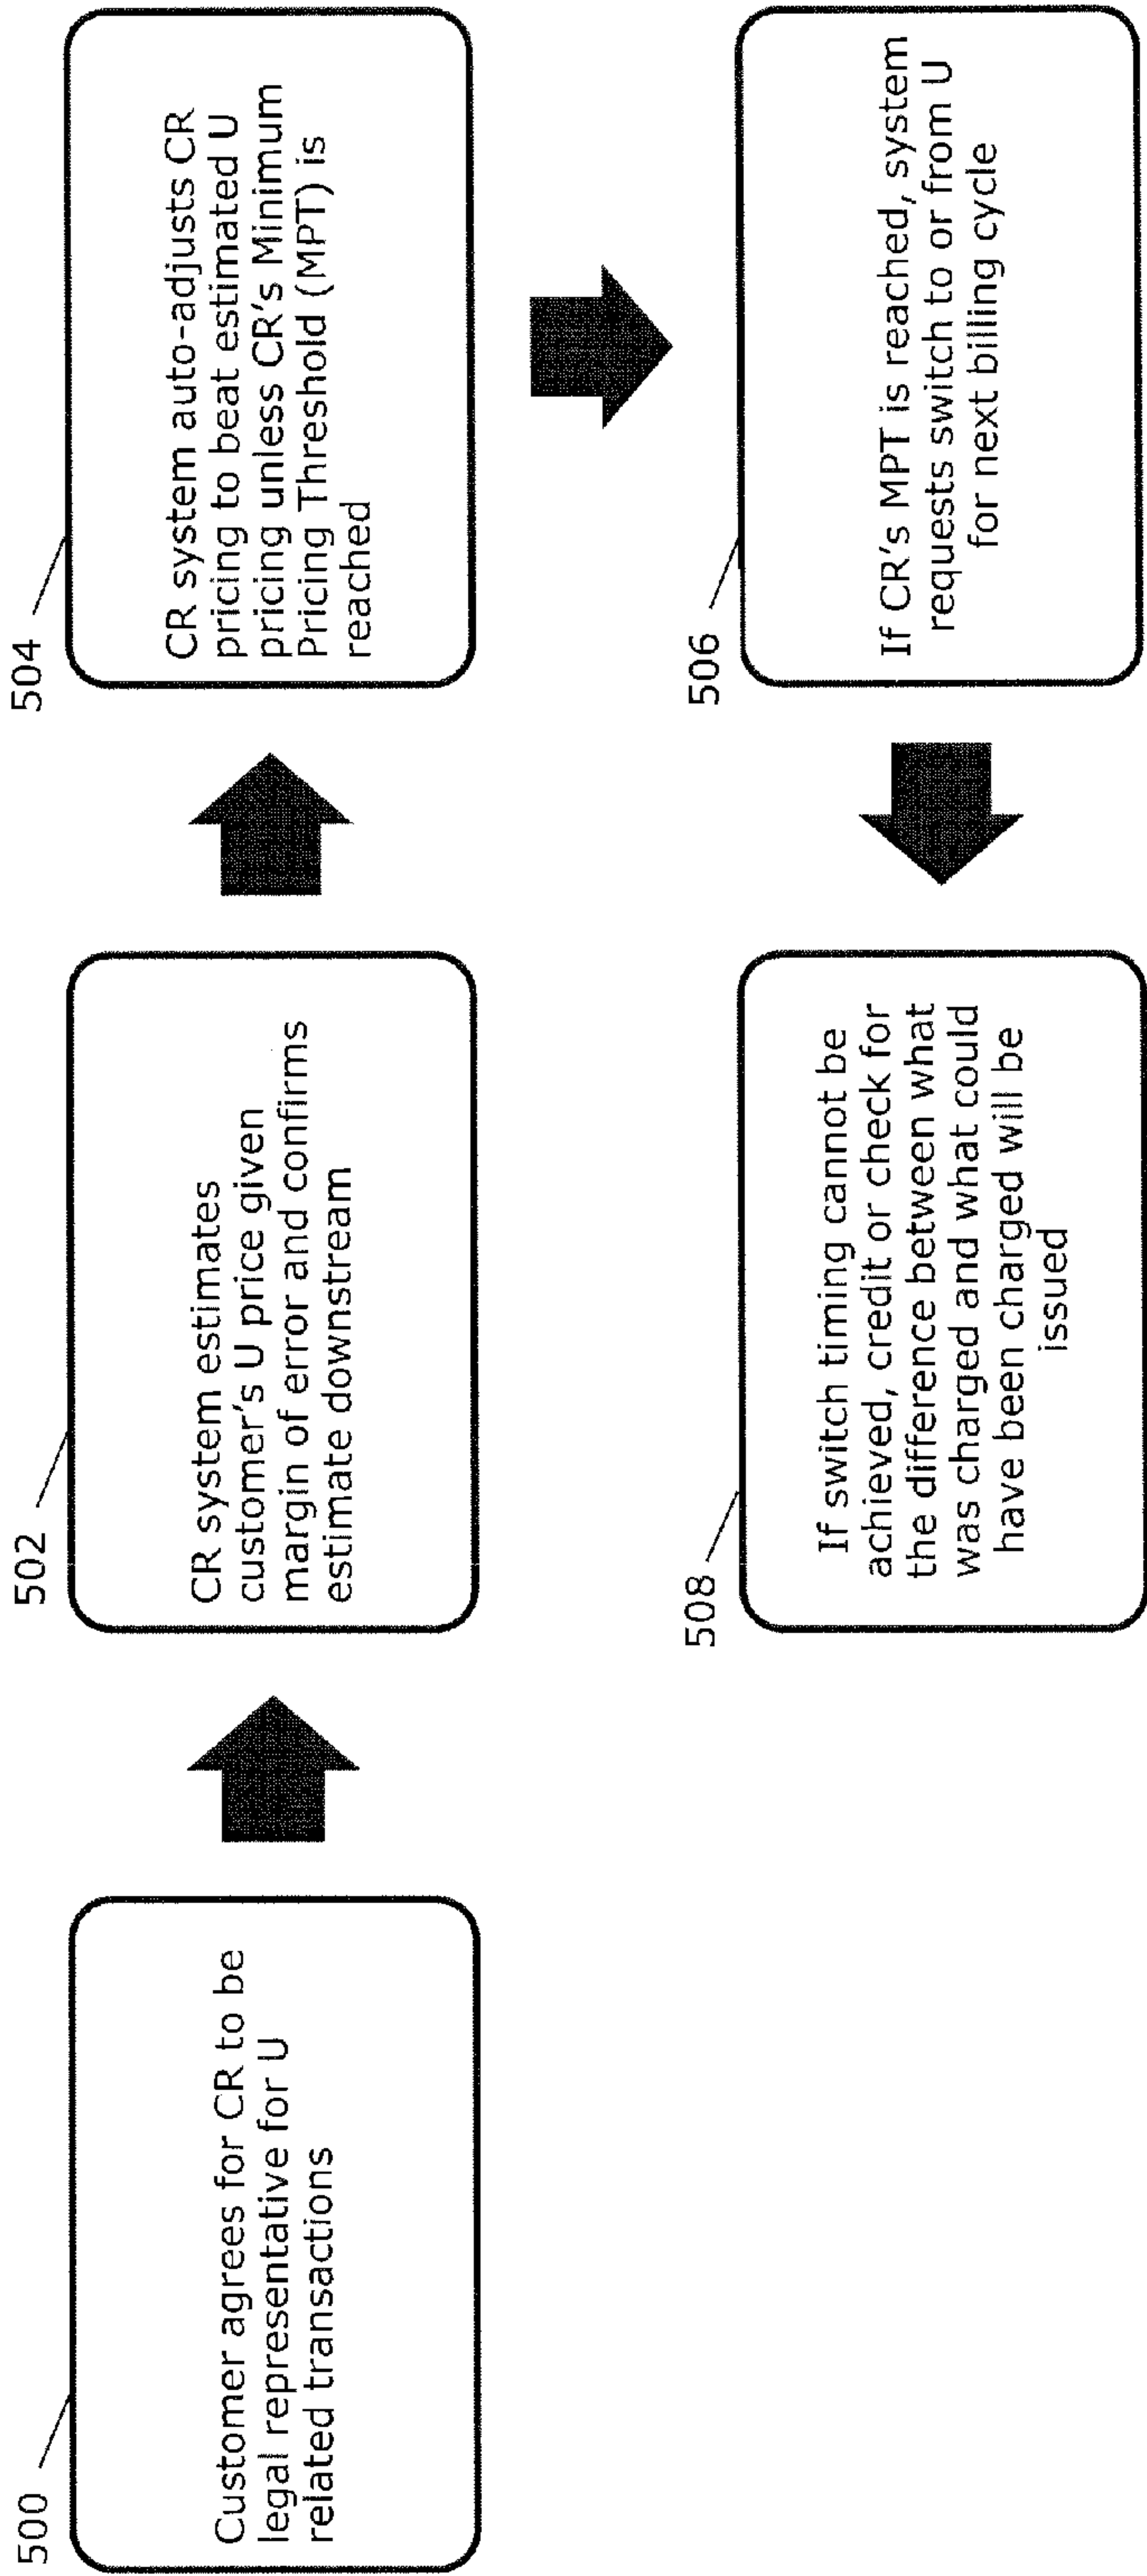 500
Customer agrees for CR to be
legal representative for U
related transactions
502
CR system estimates
customer's U price given
margin of error and confirms
estimate downstream
504
CR system auto-adjusts CR
pricing to beat estimated U
pricing unless CR's Minimum
Pricing Threshold (MPT) is
reached
506
If CR's MPT is reached, system
requests switch to or from U
for next billing cycle
508
If switch timing cannot be
achieved, credit or check for
the difference between what
was charged and what could
have been charged will be
issued